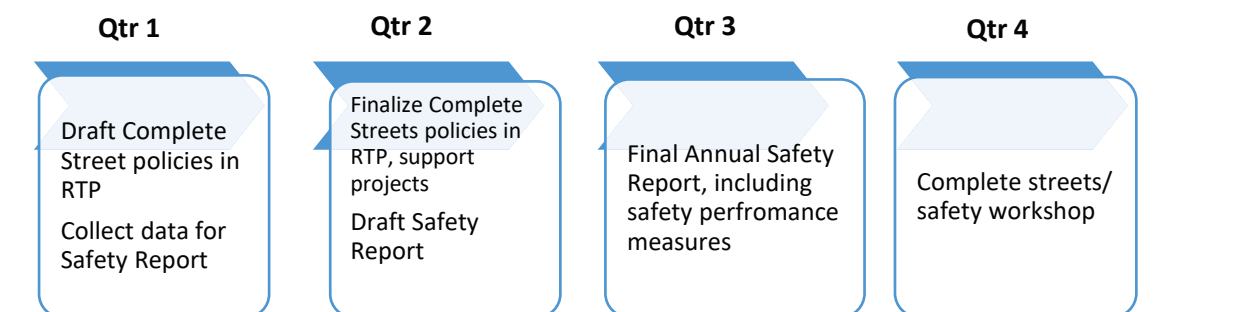 Qtr 1
Qtr 2
Qtr 3
Qtr 4
Draft Complete
Street policies in
RTP
Collect data for
Safety Report
Finalize Complete
Streets policies in
RTP, support
projects
Draft Safety
Report
Final Annual Safety
Report, including
safety perfromance
measures
Complete streets/
safety workshop